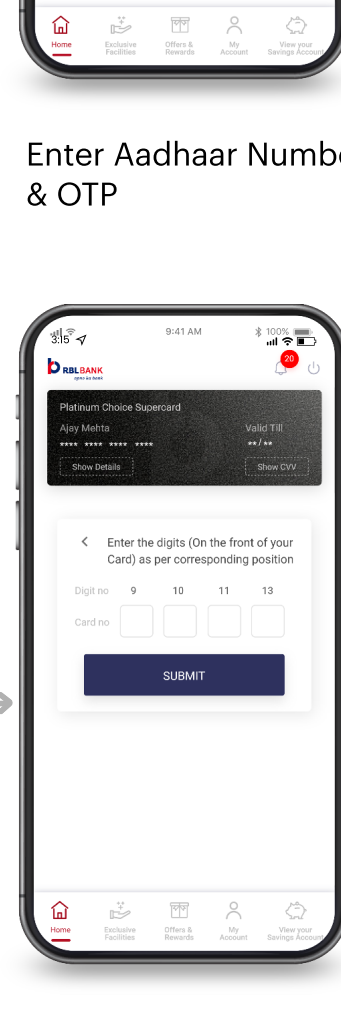 Home Exclusive Facilities Offers & Rewards My Account View your Savings Account
Enter Aadhaar Numbe
& OTP
3:15 9:41 AM 100%
20
RBLBANK
apno ka bank
Platinum Choice Supercard
Ajay Mehta Valid Till
**** **** **** **** **/**
Show Details Show CVV
Enter the digits (On the front of your
Card) as per corresponding position
Digit no 9 10 11 13
Card no
SUBMIT
Home Exclusive Facilities Offers & Rewards My Account View your Savings Account